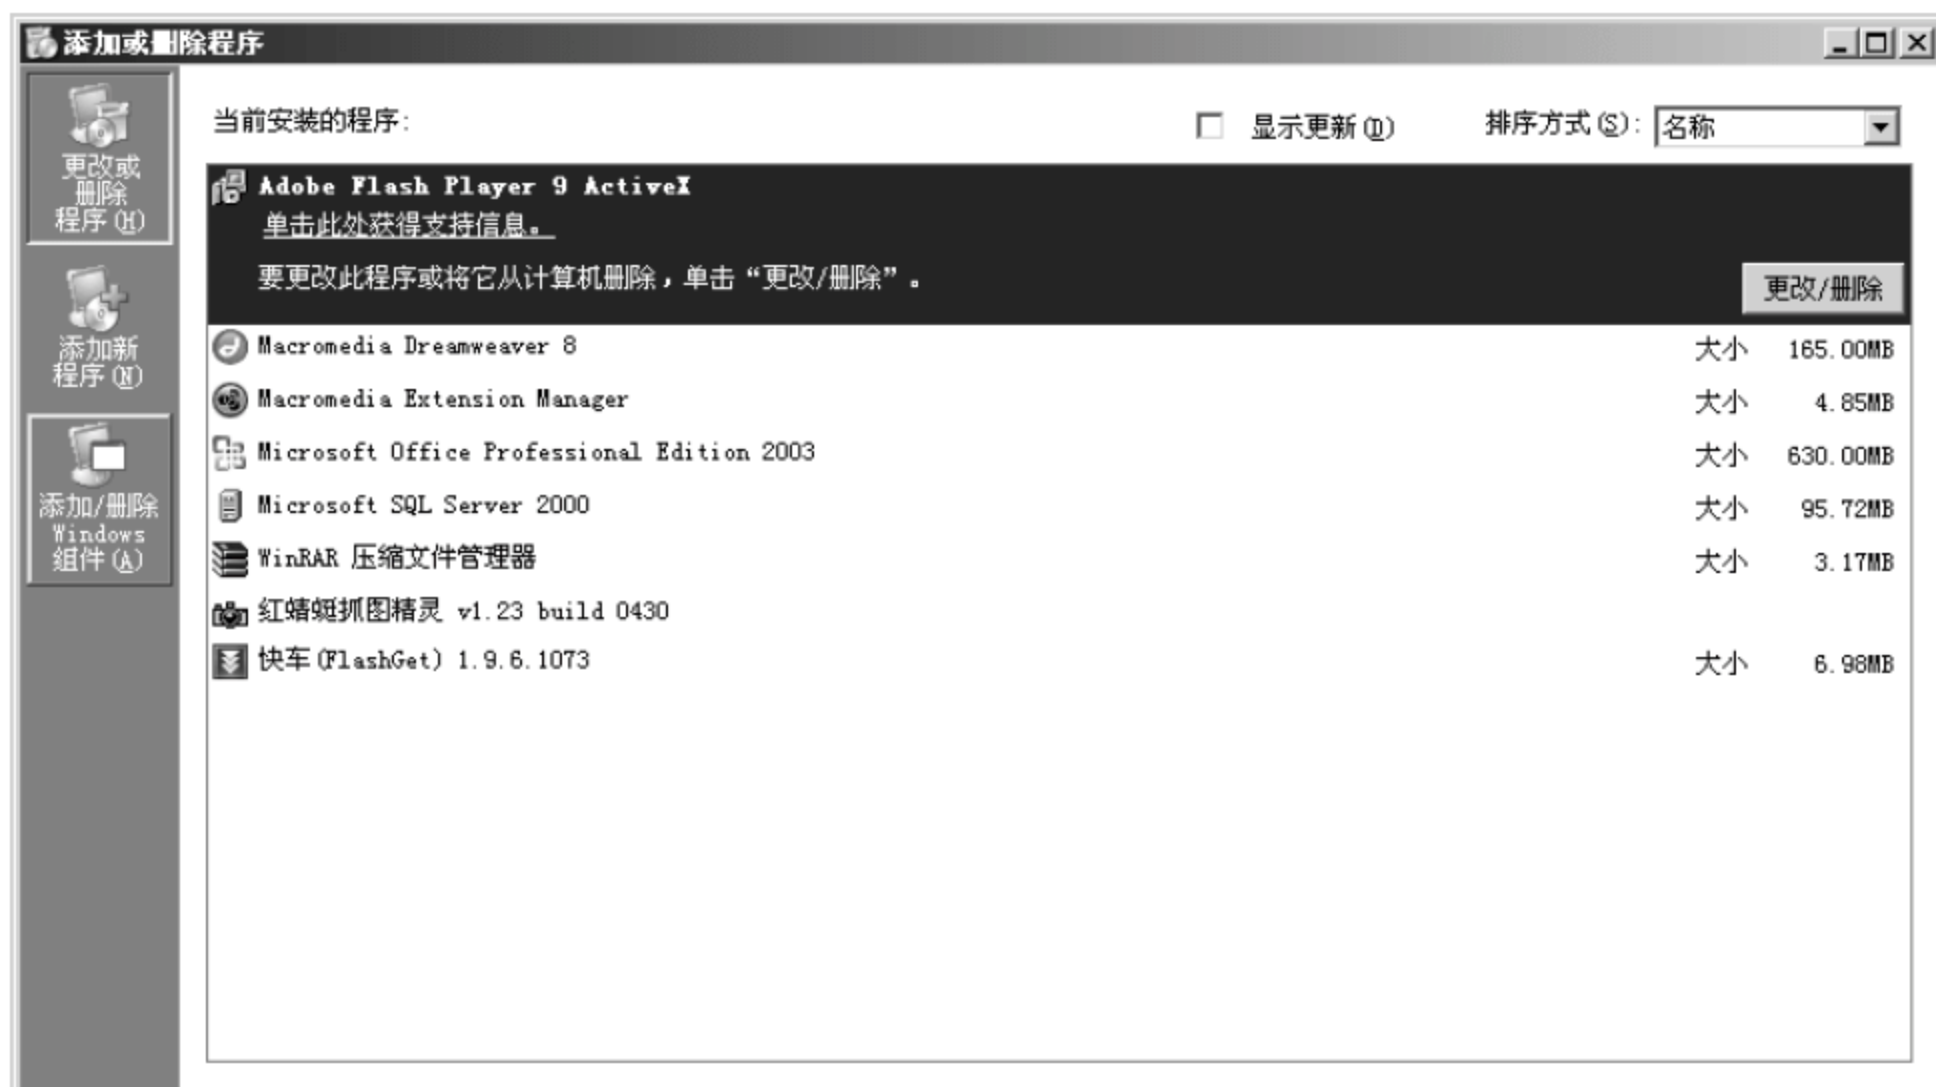 添加或删除程序
更改或
删除
程序(H)
添加新
程序(N)
添加/删除
Windows
组件(A)
当前安装的程序: 显示更新(D) 排序方式(S): 名称
Adobe Flash Player 9 ActiveX
单击此处获得支持信息。
要更改此程序或将它从计算机删除，单击“更改/删除”。 更改/删除
Macromedia Dreamweaver 8 大小 165.00MB
Macromedia Extension Manager 大小 4.85MB
Microsoft Office Professional Edition 2003 大小 630.00MB
Microsoft SQL Server 2000 大小 95.72MB
WinRAR 压缩文件管理器 大小 3.17MB
红蜻蜓抓图精灵 v1.23 build 0430
快车(FlashGet) 1.9.6.1073 大小 6.98MB